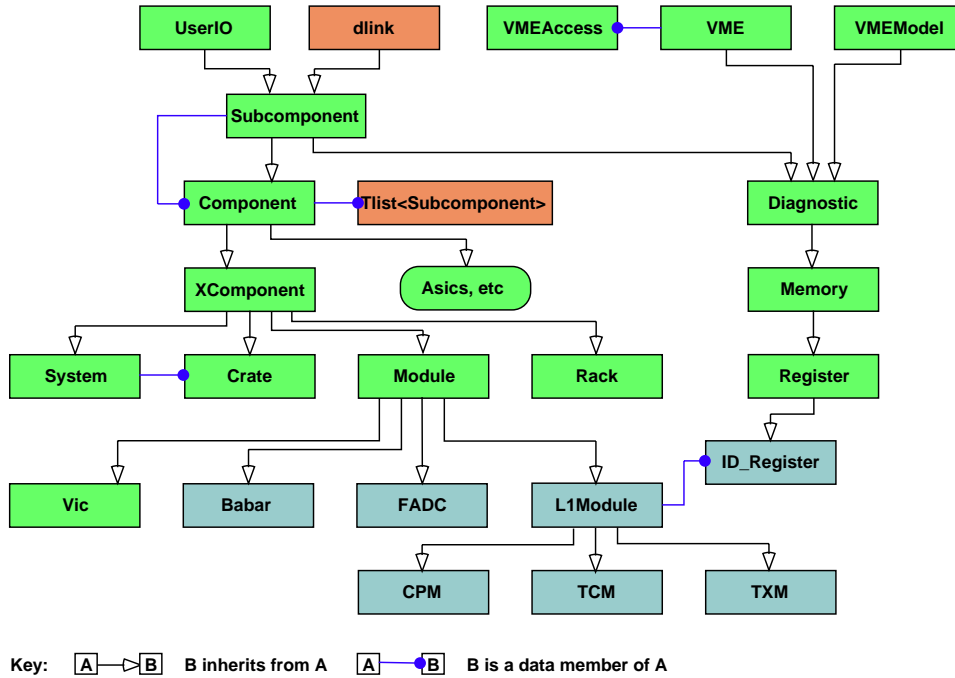 UserIO dlink VMEAccess VME VMEModel
Subcomponent
Component Tlist<Subcomponent> Diagnostic
XComponent Asics, etc Memory
System Crate Module Rack Register
ID_Register
Vic Babar FADC L1Module
CPM TCM TXM
Key: A B B inherits from A A B B is a data member of A